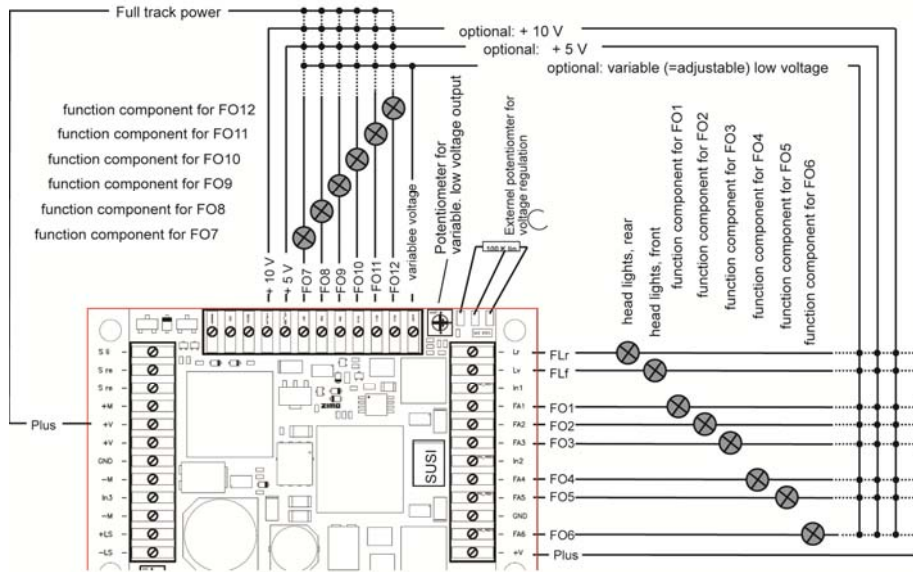 Full track power
optional: + 10 V
optional: + 5 V
optional: variable (=adjustable) low voltage
function component for FO12
function component for FO11
function component for FO10
function component for FO9
function component for FO8
function component for FO7
+ 10 V
+ 5 V
FO7
FO8
FO9
FO10
FO11
FO12
variablee voltage
Potentiometer for
variable. low voltage output
Externel potentiomter for
voltage regulation
100 K lin
head lights, rear
head lights, front
function component for FO1
function component for FO2
function component for FO3
function component for FO4
function component for FO5
function component for FO6
Plus
S re
S re
+M
+V
+V
GND
-M
In3
-M
+LS
-LS
ZIMO
SUSI
Lr
Lv
In1
FA1
FA2
FA3
In2
FA4
FA5
GND
FA6
+V
FLr
FLf
FO1
FO2
FO3
FO4
FO5
FO6
Plus